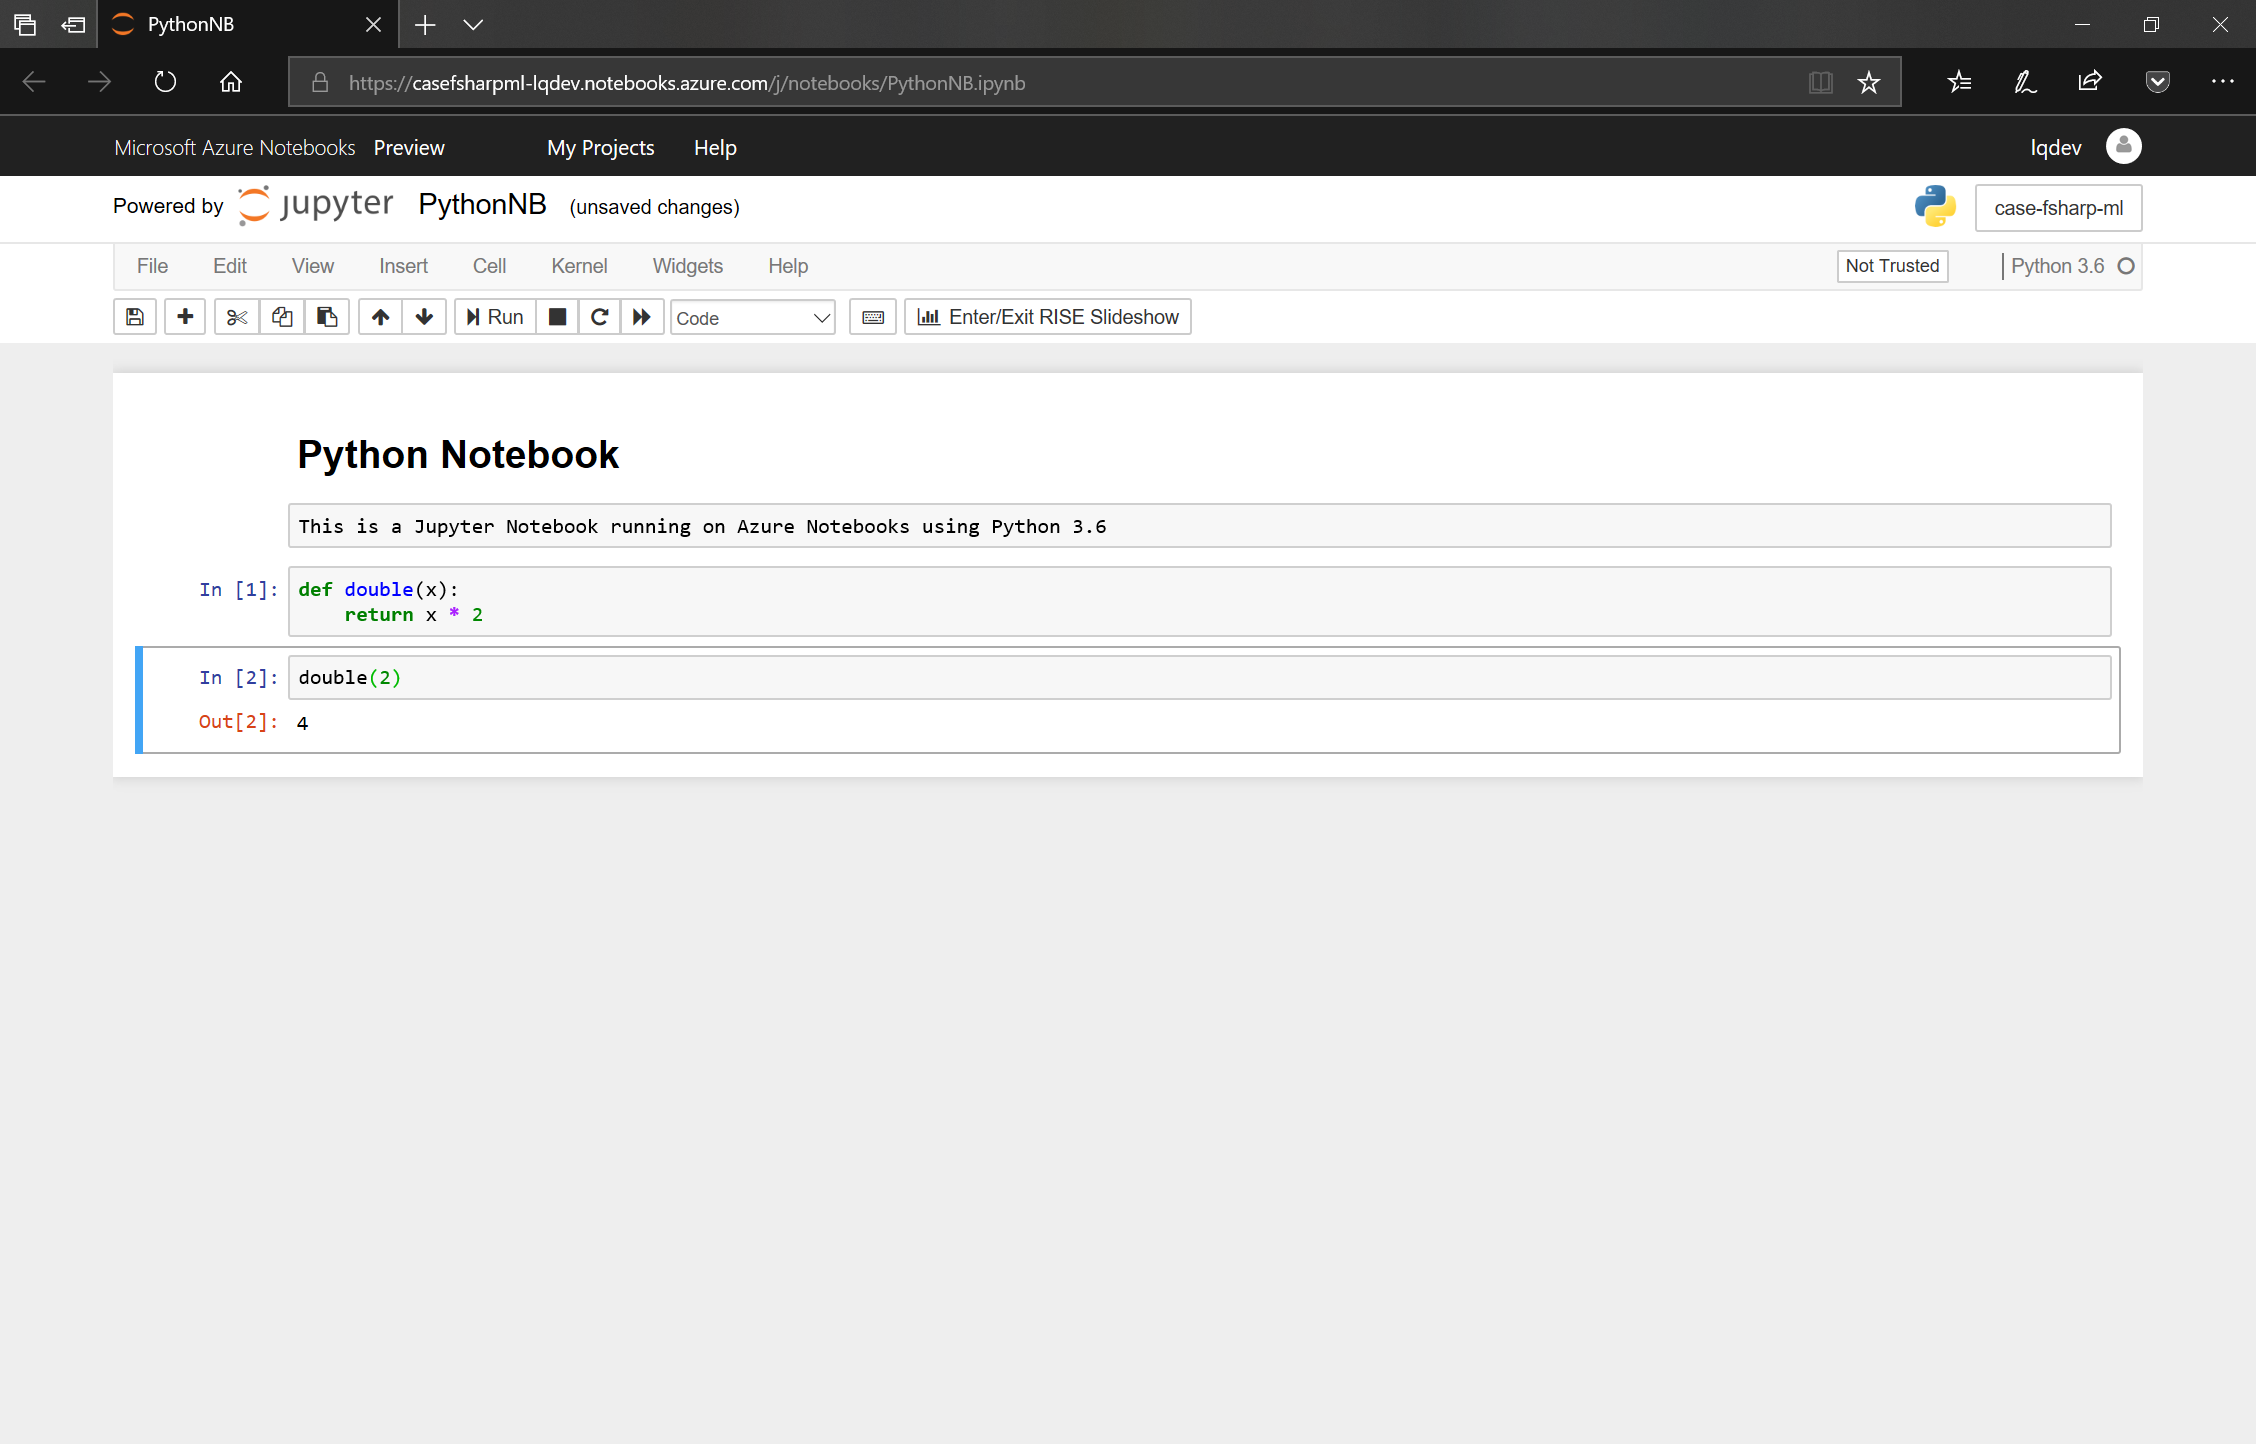 PythonNB
https://casefsharpml-lqdev.notebooks.azure.com/j/notebooks/PythonNB.ipynb
Microsoft Azure Notebooks Preview My Projects Help lqdev
Powered by jupyter PythonNB (unsaved changes) case-fsharp-ml
File Edit View Insert Cell Kernel Widgets Help Not Trusted Python 3.6
Run Code Enter/Exit RISE Slideshow
Python Notebook
This is a Jupyter Notebook running on Azure Notebooks using Python 3.6
In [1]: def double(x):
    return x * 2
In [2]: double(2)
Out[2]: 4